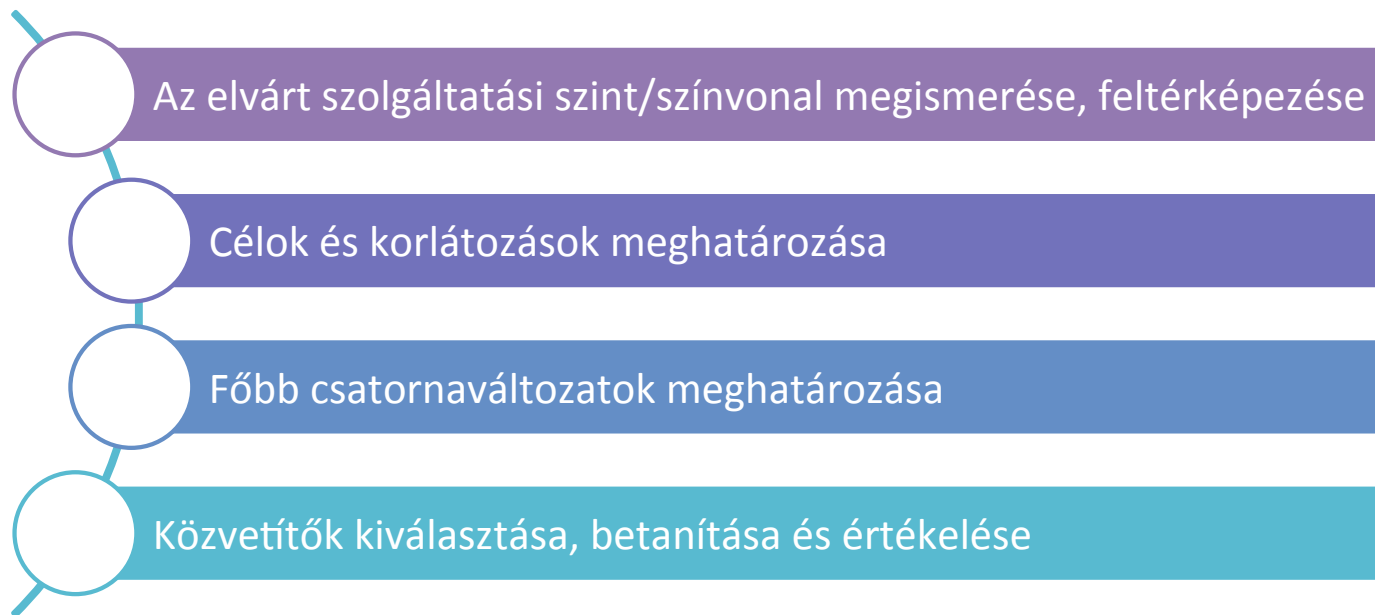 Az elvárt szolgáltatási szint/színvonal megismerése, feltérképezése
Célok és korlátozások meghatározása
Főbb csatornaváltozatok meghatározása
Közvetítők kiválasztása, betanítása és értékelése